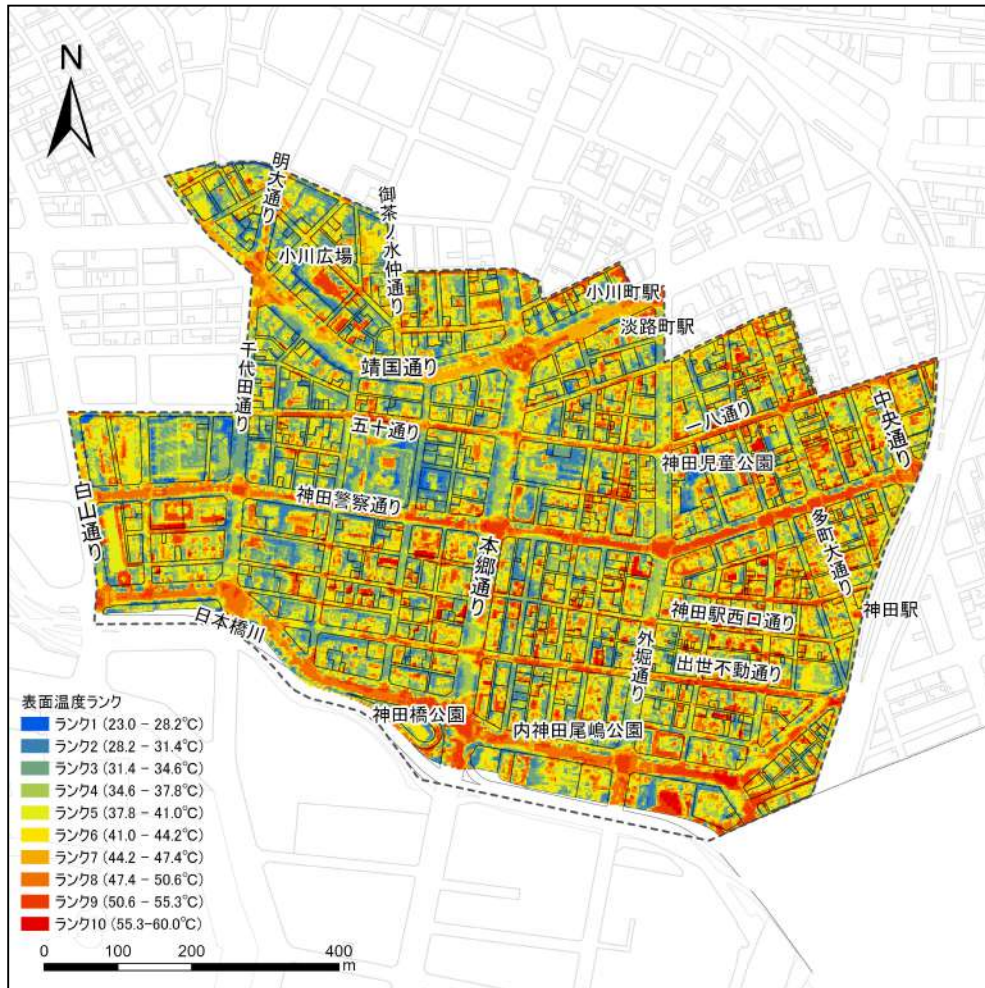 N
明大通り
御茶ノ水仲通り
小川広場
小川町駅
淡路町駅
千代田通り
靖国通り
五十通り
一八通り
中央通り
神田児童公園
神田警察通り
白山通り
本郷通り
多町大通り
神田駅西口通り
神田駅
日本橋川
外堀通り
出世不動通り
神田橋公園
内神田尾嶋公園
表面温度ランク
ランク1 (23.0 - 28.2℃)
ランク2 (28.2 - 31.4℃)
ランク3 (31.4 - 34.6℃)
ランク4 (34.6 - 37.8℃)
ランク5 (37.8 - 41.0℃)
ランク6 (41.0 - 44.2℃)
ランク7 (44.2 - 47.4℃)
ランク8 (47.4 - 50.6℃)
ランク9 (50.6 - 55.3℃)
ランク10 (55.3-60.0℃)
0 100 200 400
m